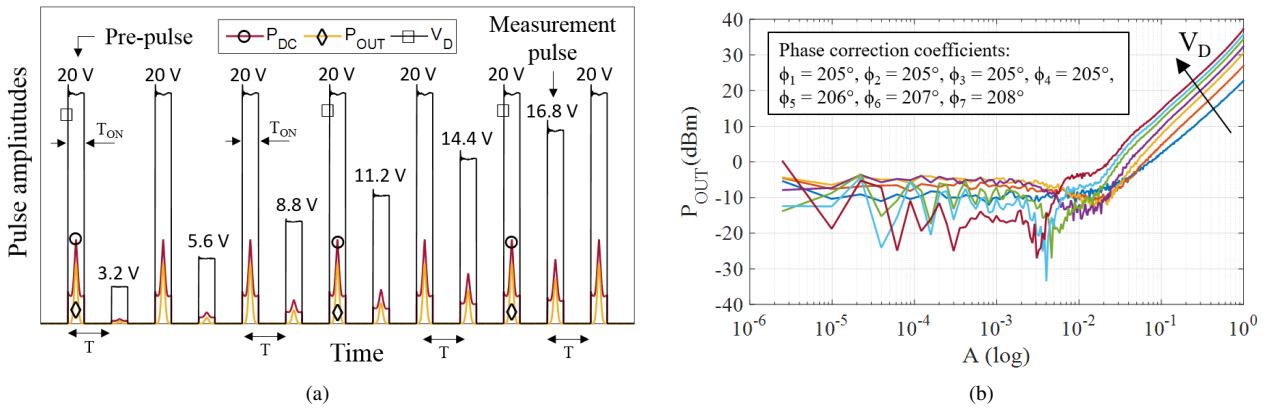 Pre-pulse
P_DC P_OUT V_D
Measurement pulse
20 V 20 V 20 V 20 V 20 V 20 V 20 V
T_ON T_ON
16.8 V
14.4 V
11.2 V
8.8 V
5.6 V
3.2 V
T T T T
Pulse ampliutudes
Time
(a)
Phase correction coefficients:
ϕ1 = 205°, ϕ2 = 205°, ϕ3 = 205°, ϕ4 = 205°,
ϕ5 = 206°, ϕ6 = 207°, ϕ7 = 208°
V_D
P_OUT (dBm)
40
30
20
10
0
-10
-20
-30
-40
10^-6 10^-5 10^-4 10^-3 10^-2 10^-1 10^0
A (log)
(b)